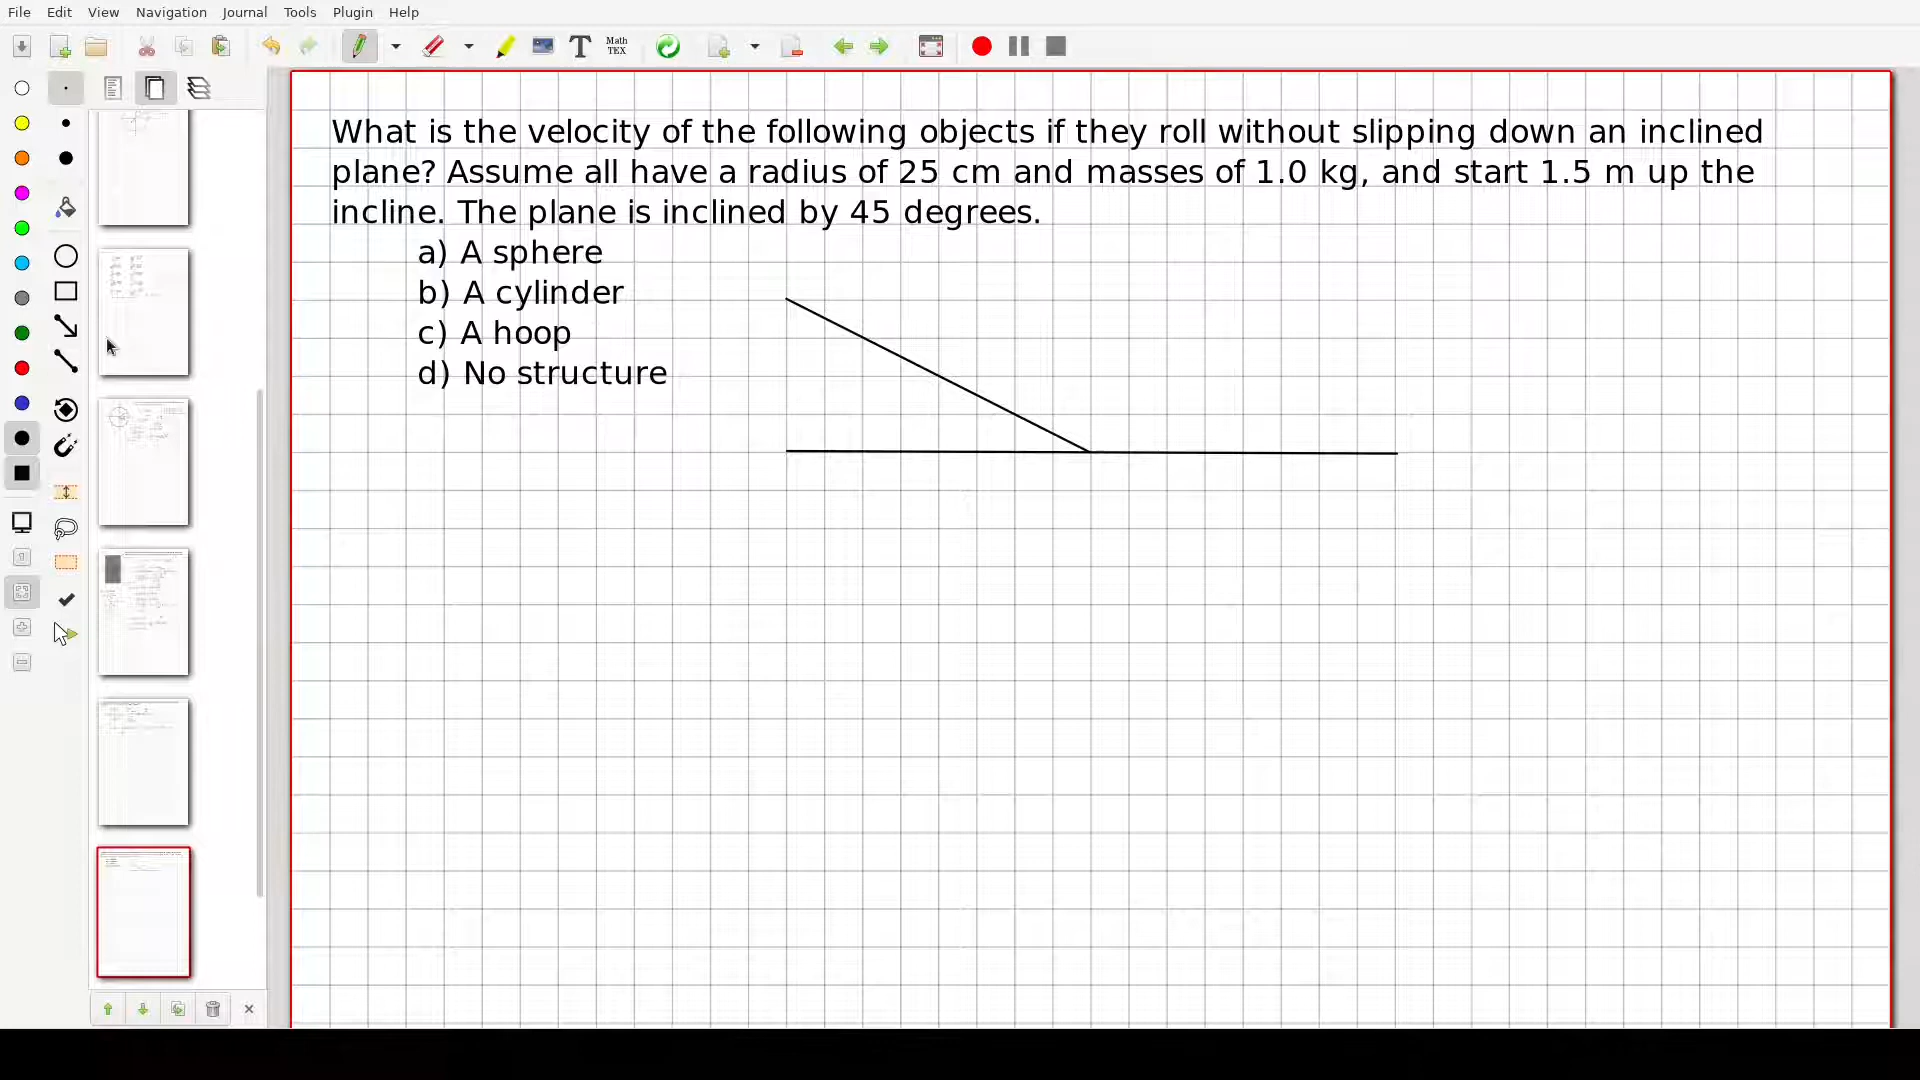 File Edit View Navigation Journal Tools Plugin Help
Math
TEX
What is the velocity of the following objects if they roll without slipping down an inclined
plane? Assume all have a radius of 25 cm and masses of 1.0 kg, and start 1.5 m up the
incline. The plane is inclined by 45 degrees.
a) A sphere
b) A cylinder
c) A hoop
d) No structure